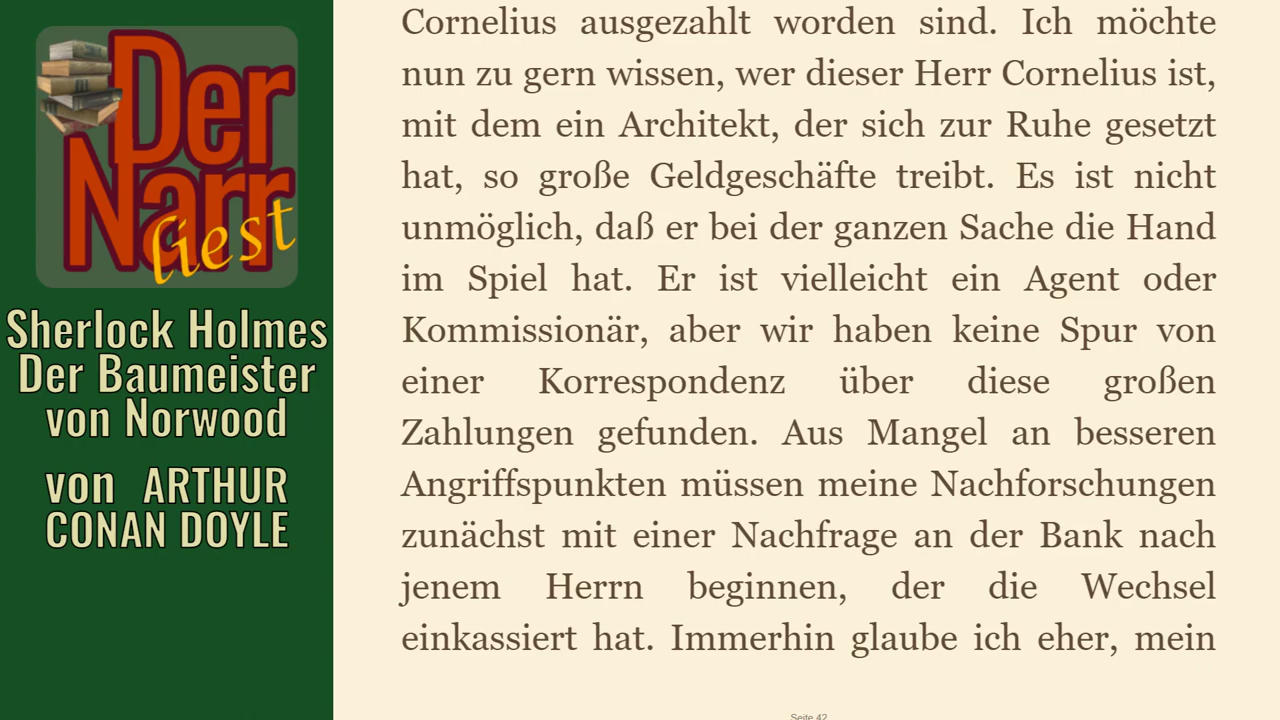 Der
Narr
liest
Sherlock Holmes
Der Baumeister
von Norwood
von ARTHUR
CONAN DOYLE
Cornelius ausgezahlt worden sind. Ich möchte
nun zu gern wissen, wer dieser Herr Cornelius ist,
mit dem ein Architekt, der sich zur Ruhe gesetzt
hat, so große Geldgeschäfte treibt. Es ist nicht
unmöglich, daß er bei der ganzen Sache die Hand
im Spiel hat. Er ist vielleicht ein Agent oder
Kommissionär, aber wir haben keine Spur von
einer Korrespondenz über diese großen
Zahlungen gefunden. Aus Mangel an besseren
Angriffspunkten müssen meine Nachforschungen
zunächst mit einer Nachfrage an der Bank nach
jenem Herrn beginnen, der die Wechsel
einkassiert hat. Immerhin glaube ich eher, mein
Seite 42